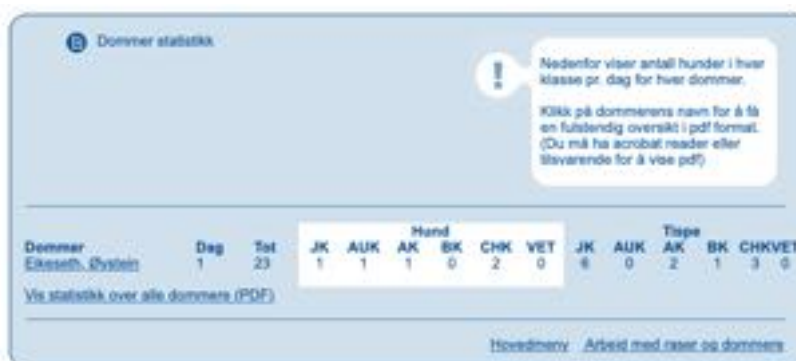 Dommer statistikk
Nedenfor viser antall hunder i hver
klasse pr. dag for hver dommer.
Klikk på dommerens navn for å få
en fullstendig oversikt i pdf format.
(Du må ha acrobat reader eller
tilsvarende for å vise pdf)
Hund Tispe
Dommer Dag Tot JK AUK AK BK CHK VET JK AUK AK BK CHKVET
Eikeseth, Øystein 1 23 1 1 1 0 2 0 6 0 2 1 3 0
Vis statistikk over alle dommere (PDF)
Hovedmeny Arbeid med raser og dommere